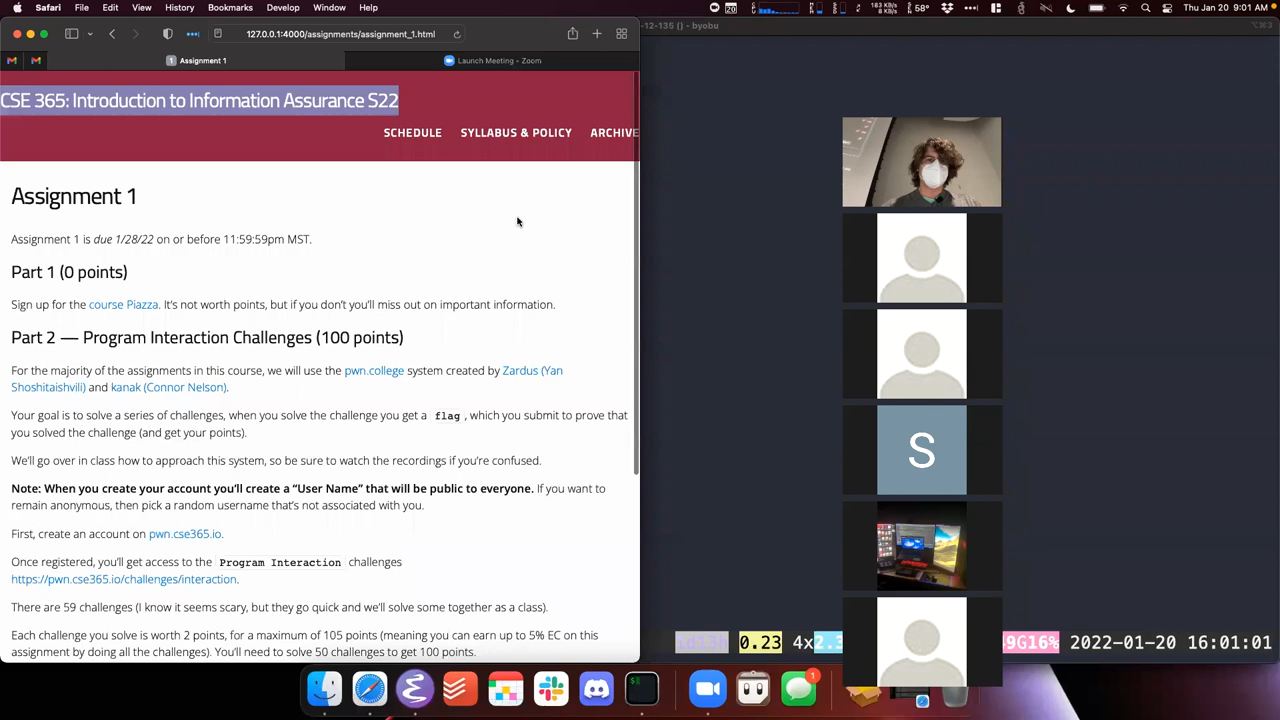 Safari File Edit View History Bookmarks Develop Window Help
183 KB/s
58°
Thu Jan 20 9:01 AM
127.0.0.1:4000/assignments/assignment_1.html
12-135 () - byobu
⌥⌘3
1 Assignment 1
Launch Meeting - Zoom
CSE 365: Introduction to Information Assurance S22
SCHEDULE SYLLABUS & POLICY ARCHIVE
Assignment 1
Assignment 1 is due 1/28/22 on or before 11:59:59pm MST.
Part 1 (0 points)
Sign up for the course Piazza. It's not worth points, but if you don't you'll miss out on important information.
Part 2 — Program Interaction Challenges (100 points)
For the majority of the assignments in this course, we will use the pwn.college system created by Zardus (Yan
Shoshitaishvili) and kanak (Connor Nelson).
Your goal is to solve a series of challenges, when you solve the challenge you get a flag , which you submit to prove that
you solved the challenge (and get your points).
We'll go over in class how to approach this system, so be sure to watch the recordings if you're confused.
Note: When you create your account you'll create a “User Name” that will be public to everyone. If you want to
remain anonymous, then pick a random username that's not associated with you.
First, create an account on pwn.cse365.io.
Once registered, you'll get access to the Program Interaction challenges
https://pwn.cse365.io/challenges/interaction.
There are 59 challenges (I know it seems scary, but they go quick and we'll solve some together as a class).
Each challenge you solve is worth 2 points, for a maximum of 105 points (meaning you can earn up to 5% EC on this
assignment by doing all the challenges). You'll need to solve 50 challenges to get 100 points.
S
1d13h 0.23 4x2.3 9G16% 2022-01-20 16:01:01
1